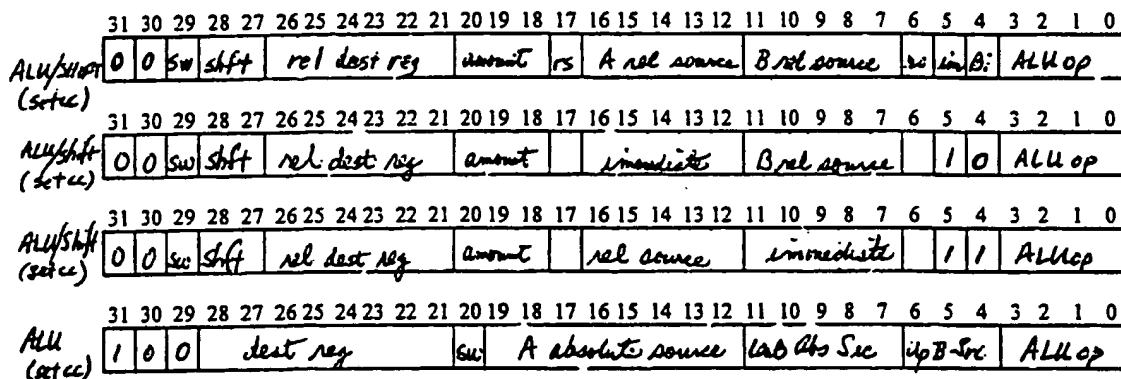 31 30 29 28 27 26 25 24 23 22 21 20 19 18 17 16 15 14 13 12 11 10 9 8 7 6 5 4 3 2 1 0
ALU/Shift 0 0 sw shft rel dest reg amount rs A rel source B rel source im Bi ALU op
(setcc)
31 30 29 28 27 26 25 24 23 22 21 20 19 18 17 16 15 14 13 12 11 10 9 8 7 6 5 4 3 2 1 0
ALU/Shift 0 0 sw shft rel dest reg amount immediate B rel source 1 0 ALU op
(setcc)
31 30 29 28 27 26 25 24 23 22 21 20 19 18 17 16 15 14 13 12 11 10 9 8 7 6 5 4 3 2 1 0
ALU/Shift 0 0 sw shft rel dest reg amount rel source immediate 1 1 ALU op
(setcc)
31 30 29 28 27 26 25 24 23 22 21 20 19 18 17 16 15 14 13 12 11 10 9 8 7 6 5 4 3 2 1 0
ALU 1 0 0 dest reg sw A absolute source Abs Src B-Src. ALU op
(setcc)